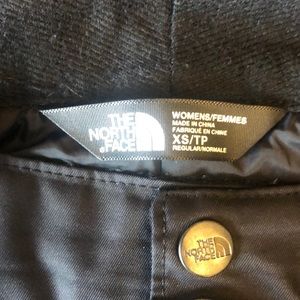 THE
NORTH
FACE
WOMENS/FEMMES
MADE IN CHINA
FABRIQUÉ EN CHINE
XS/TP
REGULAR/NORMALE
THE
NORTH
FACE